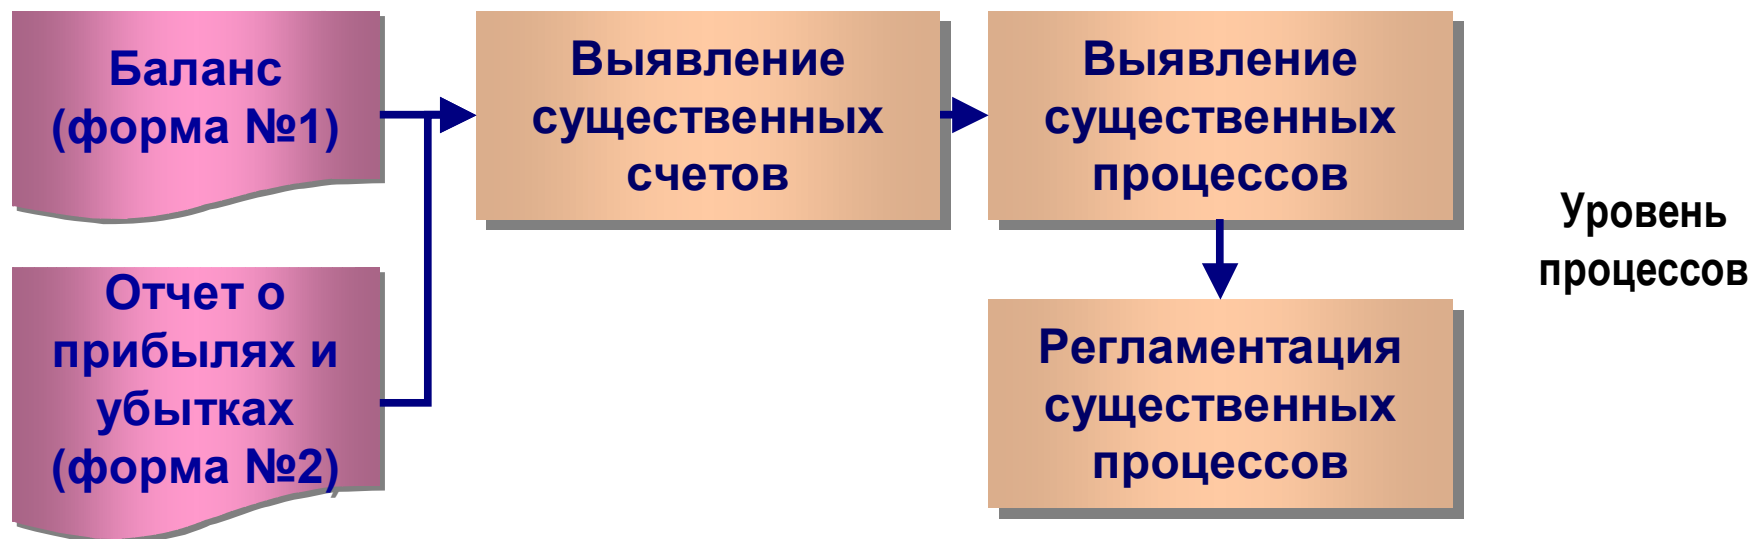 Баланс
(форма №1)
Выявление
существенных
счетов
Выявление
существенных
процессов
Уровень
процессов
Отчет о
прибылях и
убытках
(форма №2)
Регламентация
существенных
процессов